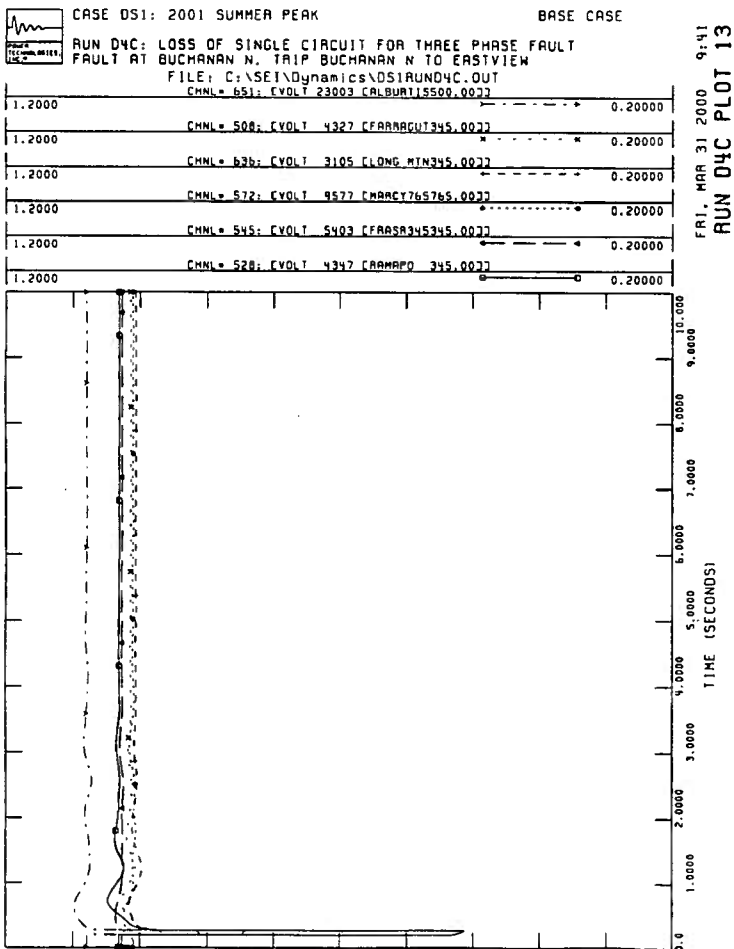 CASE DS1: 2001 SUMMER PEAK BASE CASE
POWER TECHNOLOGIES, INC.®
RUN D4C: LOSS OF SINGLE CIRCUIT FOR THREE PHASE FAULT
FAULT AT BUCHANAN N. TRIP BUCHANAN N TO EASTVIEW
FILE: C:\SEI\Dynamics\DS1RUND4C.OUT
CHNL# 651: [VOLT 23003 [ALBURTIS500.00]]
1.2000 0.20000
CHNL# 508: [VOLT 4327 [FARRAGUT345.00]]
1.2000 0.20000
CHNL# 636: [VOLT 3105 [LONG MTN345.00]]
1.2000 0.20000
CHNL# 572: [VOLT 9577 [MARCY765765.00]]
1.2000 0.20000
CHNL# 545: [VOLT 5403 [FRASR345345.00]]
1.2000 0.20000
CHNL# 528: [VOLT 4347 [RAMAPO 345.00]]
1.2000 0.20000
FRI, MAR 31 2000 9:41
RUN D4C PLOT 13
10.000
9.0000
8.0000
7.0000
6.0000
5.0000
4.0000
3.0000
2.0000
1.0000
0.0
TIME (SECONDS)